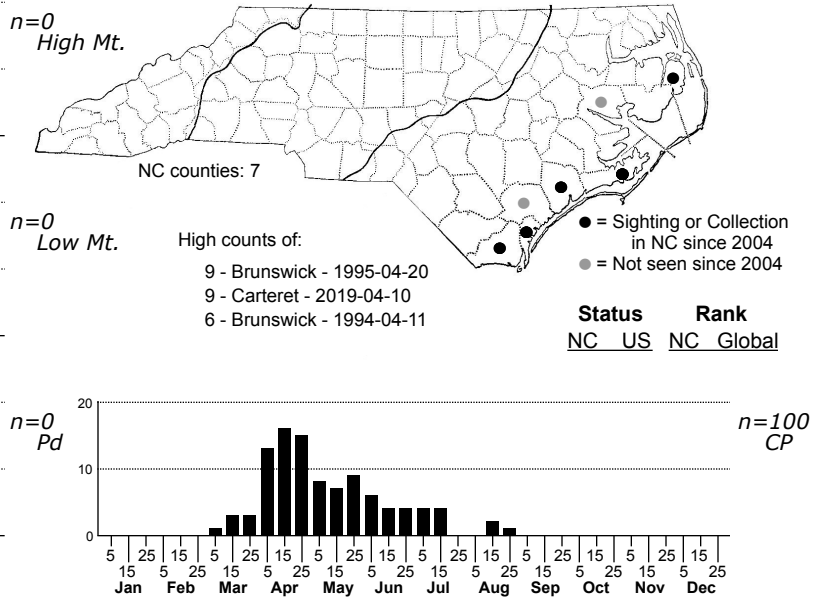 n=0
High Mt.
NC counties: 7
n=0
Low Mt.
High counts of:
9 - Brunswick - 1995-04-20
9 - Carteret - 2019-04-10
6 - Brunswick - 1994-04-11
= Sighting or Collection
in NC since 2004
= Not seen since 2004
Status Rank
NC US NC Global
n=0
Pd
n=100
CP
20
10
0
5 25 15 5 25 15 5 25 15 5 25 15 5 25 15 5 25 15
15 5 25 15 5 25 15 5 25 15 5 25 15 5 25 15 5 25
Jan Feb Mar Apr May Jun Jul Aug Sep Oct Nov Dec